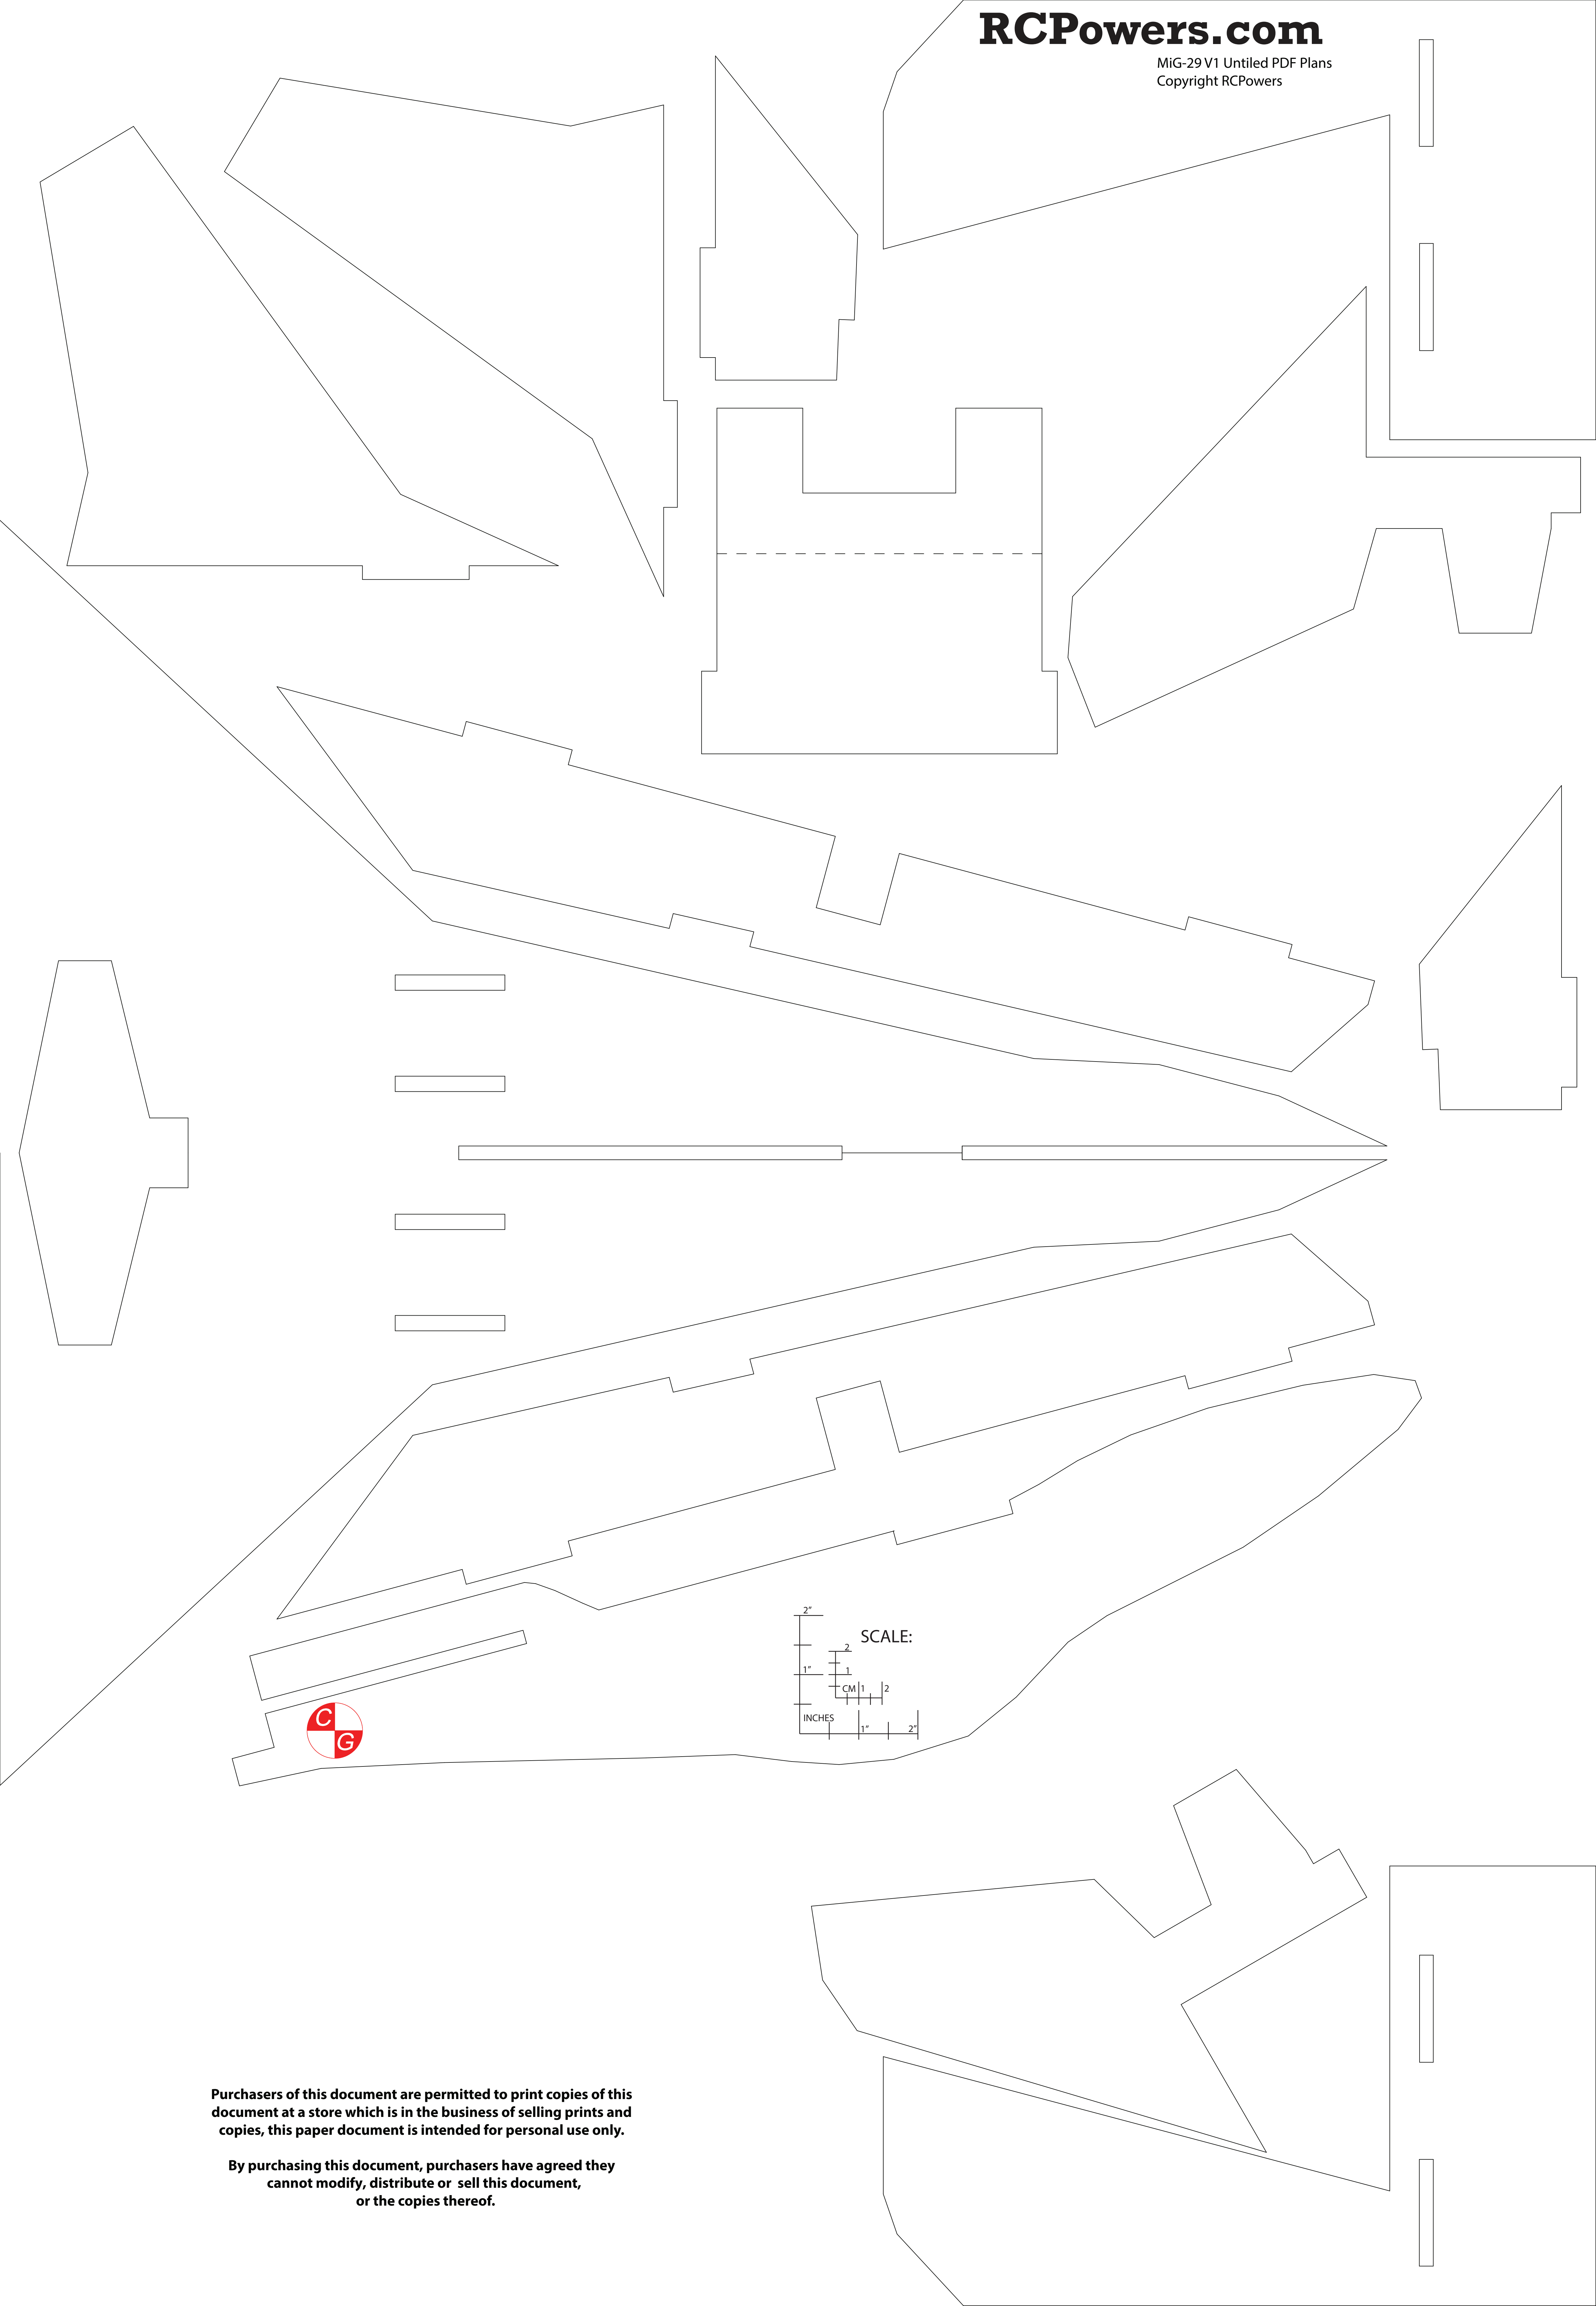 RCPowers.com
MiG-29 V1 Untiled PDF Plans
Copyright RCPowers
2"
SCALE:
2
1"
1
CM
1
2
INCHES
1"
2"
C
G
Purchasers of this document are permitted to print copies of this
document at a store which is in the business of selling prints and
copies, this paper document is intended for personal use only.
By purchasing this document, purchasers have agreed they
cannot modify, distribute or sell this document,
or the copies thereof.